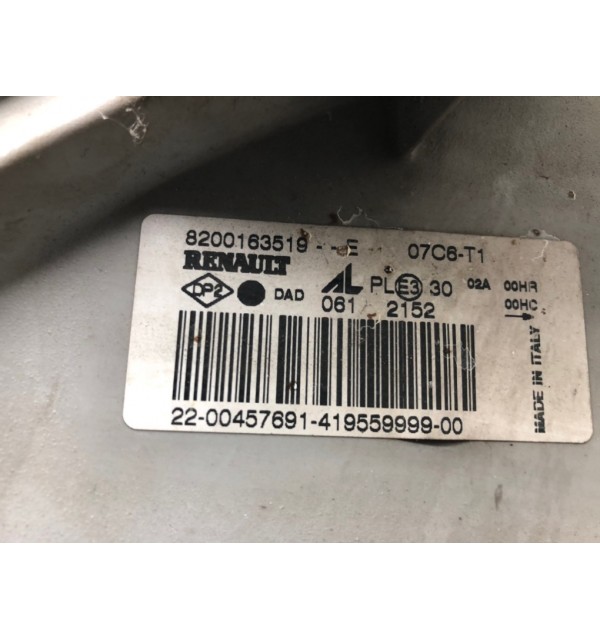 8200163519 - - E 07C6-T1
RENAULT
DP2 DAD AL PL E3 30 02A 00HR
061 2152 00HC
22-00457691-419559999-00
MADE IN ITALY